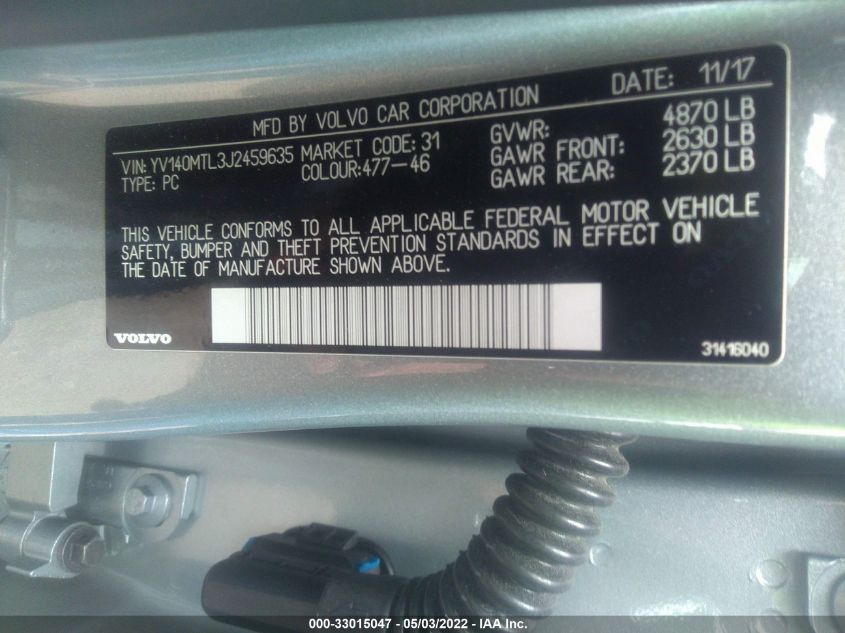 MFD BY VOLVO CAR CORPORATION DATE: 11/17
VIN: YV140MTL3J2459635 MARKET CODE: 31 GVWR: 4870 LB
TYPE: PC COLOUR:477-46 GAWR FRONT: 2630 LB
GAWR REAR: 2370 LB
THIS VEHICLE CONFORMS TO ALL APPLICABLE FEDERAL MOTOR VEHICLE
SAFETY, BUMPER AND THEFT PREVENTION STANDARDS IN EFFECT ON
THE DATE OF MANUFACTURE SHOWN ABOVE.
VOLVO
31416040
000-33015047 - 05/03/2022 - IAA Inc.